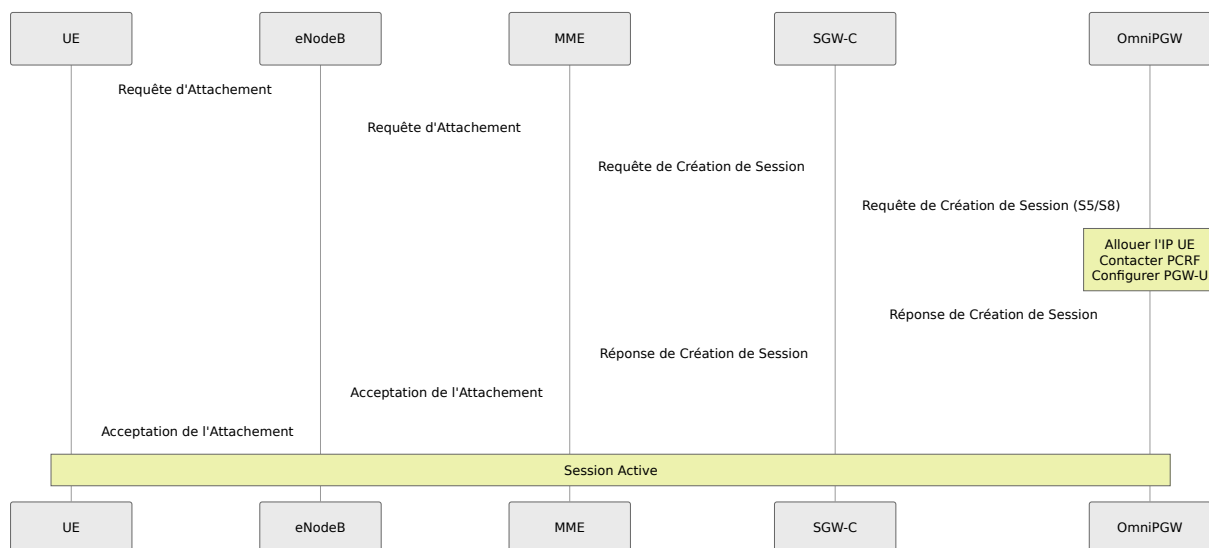 UE
eNodeB
MME
SGW-C
OmniPGW
Requête d'Attachement
Requête d'Attachement
Requête de Création de Session
Requête de Création de Session (S5/S8)
Allouer l'IP UE
Contacter PCRF
Configurer PGW-U
Réponse de Création de Session
Réponse de Création de Session
Acceptation de l'Attachement
Acceptation de l'Attachement
Session Active
UE
eNodeB
MME
SGW-C
OmniPGW